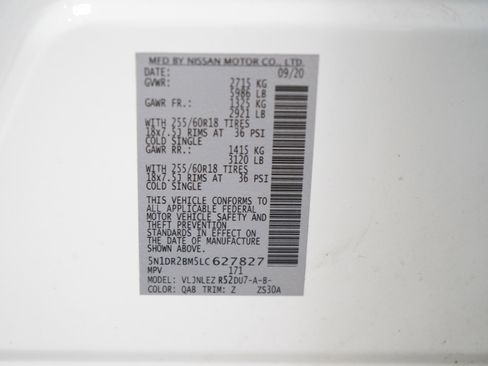 MFD BY NISSAN MOTOR CO., LTD.
DATE: 09/20
GVWR: 2715 KG
5986 LB
GAWR FR.: 1325 KG
2921 LB
WITH 255/60R18 TIRES
18x7.5J RIMS AT 36 PSI
COLD SINGLE
GAWR RR.: 1415 KG
3120 LB
WITH 255/60R18 TIRES
18x7.5J RIMS AT 36 PSI
COLD SINGLE
THIS VEHICLE CONFORMS TO
ALL APPLICABLE FEDERAL
MOTOR VEHICLE SAFETY AND
THEFT PREVENTION
STANDARDS IN EFFECT ON
THE DATE OF MANUFACTURE
SHOWN ABOVE.
5N1DR2BM5LC627827
MPV 171
MODEL: VLJNLEZ R52DU7-A-B-
COLOR: QAB TRIM: Z ZS30A